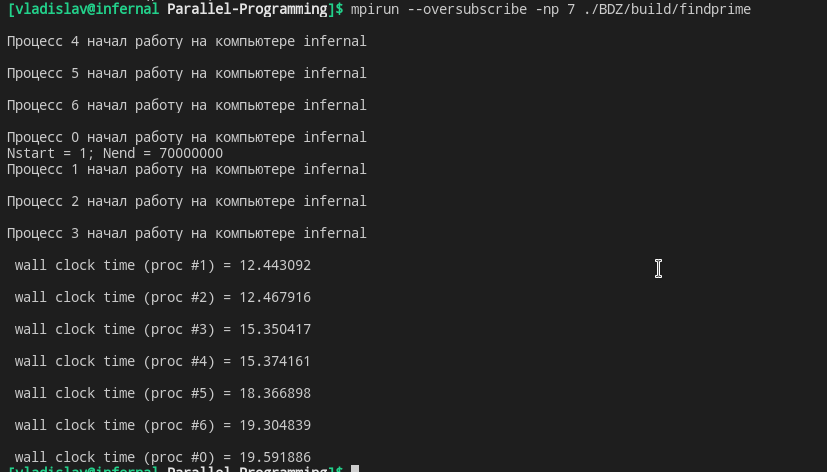 [vladislav@infernal Parallel-Programming]$ mpirun --oversubscribe -np 7 ./BDZ/build/findprime
Процесс 4 начал работу на компьютере infernal
Процесс 5 начал работу на компьютере infernal
Процесс 6 начал работу на компьютере infernal
Процесс 0 начал работу на компьютере infernal
Nstart = 1; Nend = 70000000
Процесс 1 начал работу на компьютере infernal
Процесс 2 начал работу на компьютере infernal
Процесс 3 начал работу на компьютере infernal
wall clock time (proc #1) = 12.443092
wall clock time (proc #2) = 12.467916
wall clock time (proc #3) = 15.350417
wall clock time (proc #4) = 15.374161
wall clock time (proc #5) = 18.366898
wall clock time (proc #6) = 19.304839
wall clock time (proc #0) = 19.591886
[vladislav@infernal Parallel-Programming]$